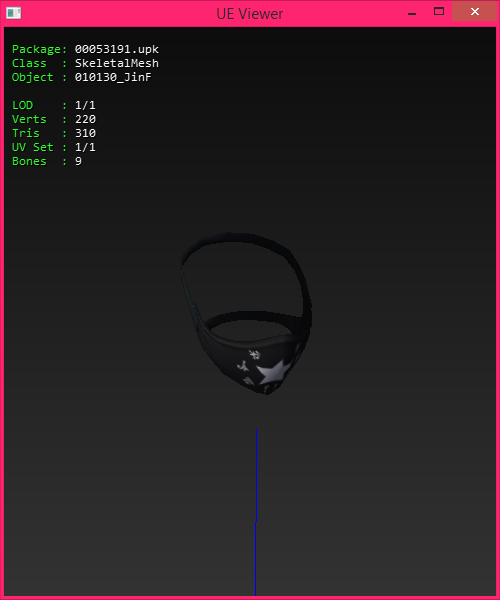 UE Viewer
Package: 00053191.upk
Class : SkeletalMesh
Object : 010130_JinF
LOD : 1/1
Verts : 220
Tris : 310
UV Set : 1/1
Bones : 9